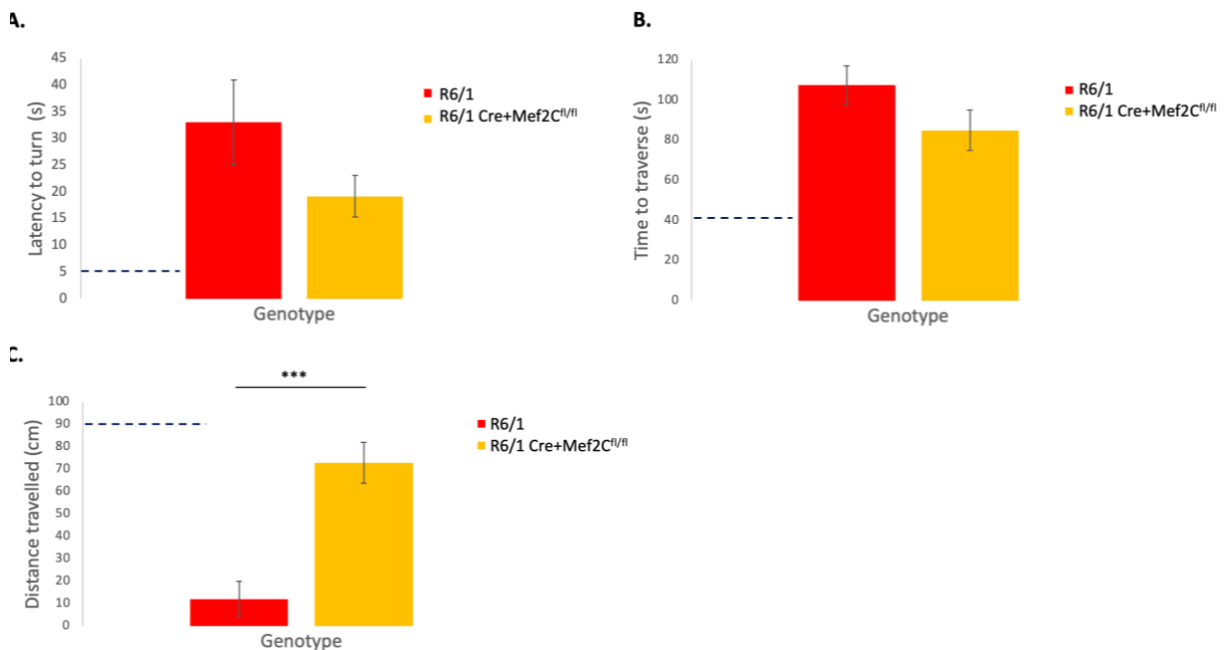 A.
45
40
35
30
25
20
15
10
5
0
Latency to turn (s)
Genotype
R6/1
R6/1 Cre+Mef2Cfl/fl
B.
120
100
80
60
40
20
0
Time to traverse (s)
Genotype
R6/1
R6/1 Cre+Mef2Cfl/fl
C.
***
100
90
80
70
60
50
40
30
20
10
0
Distance travelled (cm)
Genotype
R6/1
R6/1 Cre+Mef2Cfl/fl